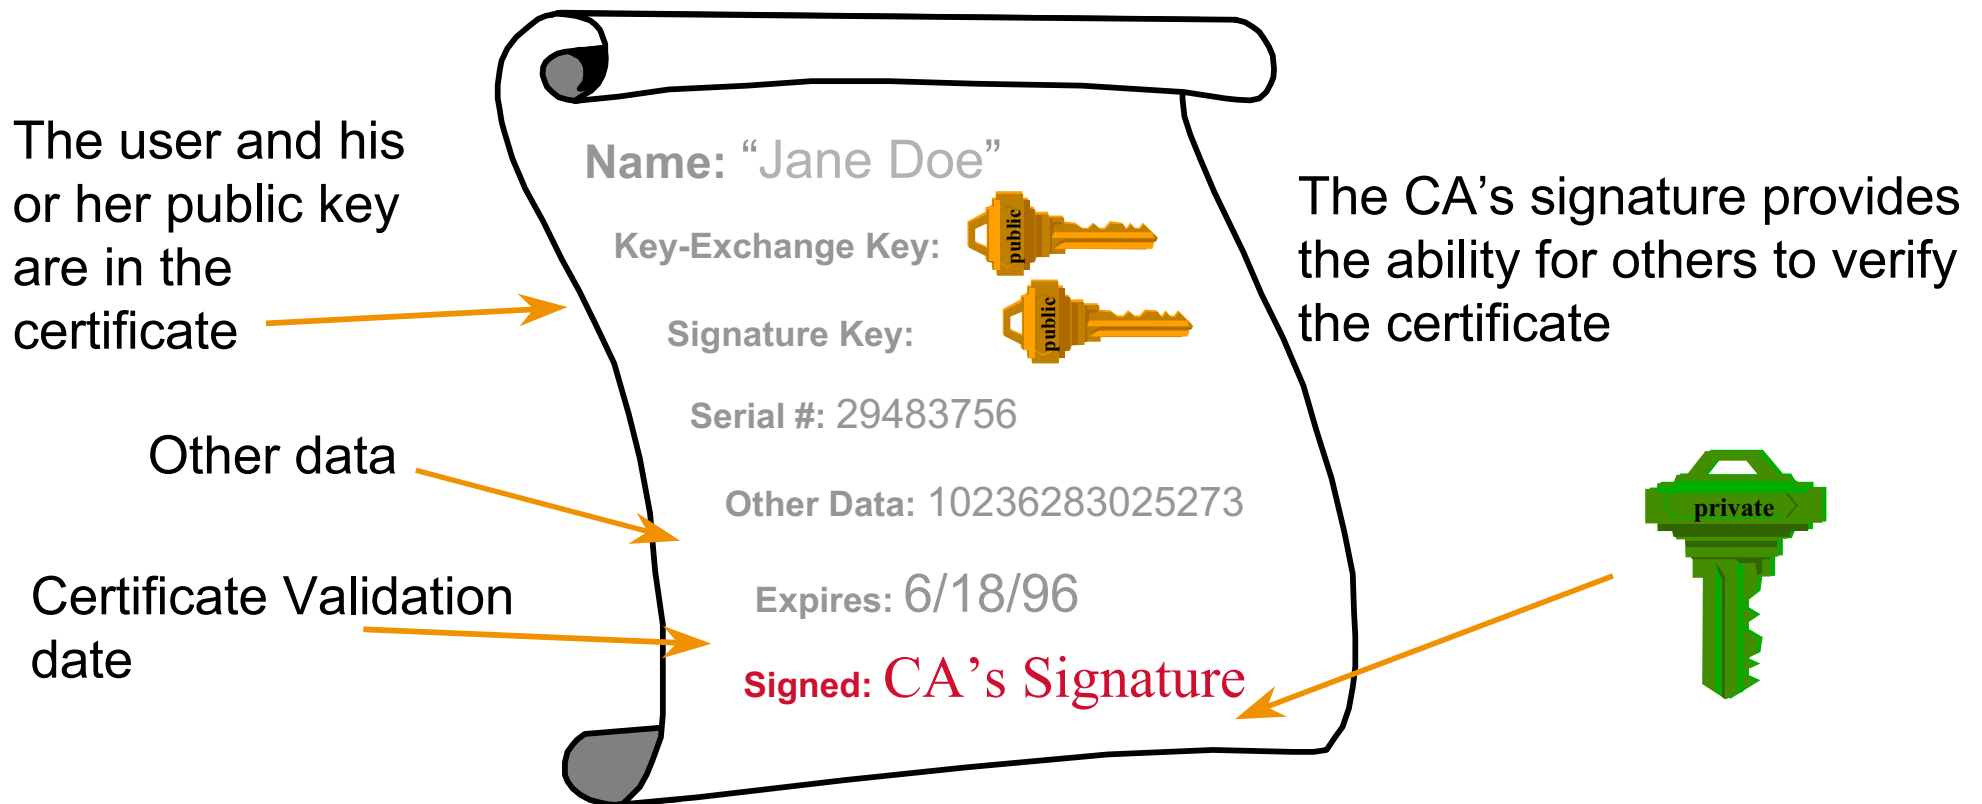 The user and his
or her public key
are in the
certificate
Other data
Certificate Validation
date
Name: “Jane Doe”
Key-Exchange Key:
public
Signature Key:
public
Serial #: 29483756
Other Data: 10236283025273
Expires: 6/18/96
Signed: CA’s Signature
The CA’s signature provides
the ability for others to verify
the certificate
private